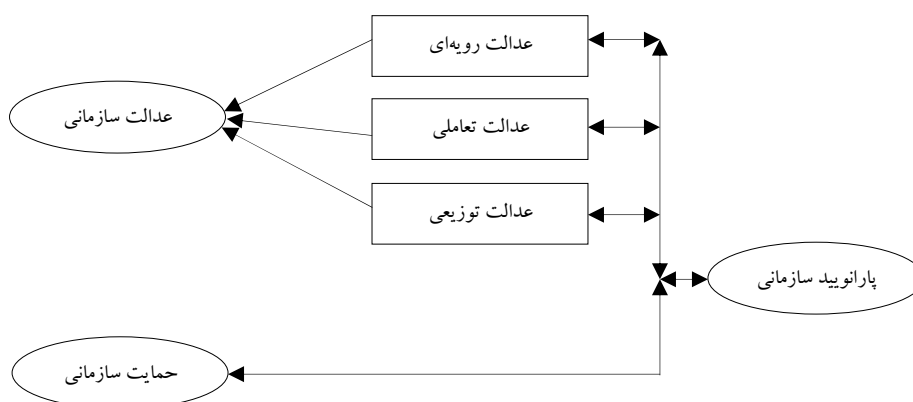 عدالت رویه‌ای
عدالت سازمانی
عدالت تعاملی
عدالت توزیعی
پارانویید سازمانی
حمایت سازمانی